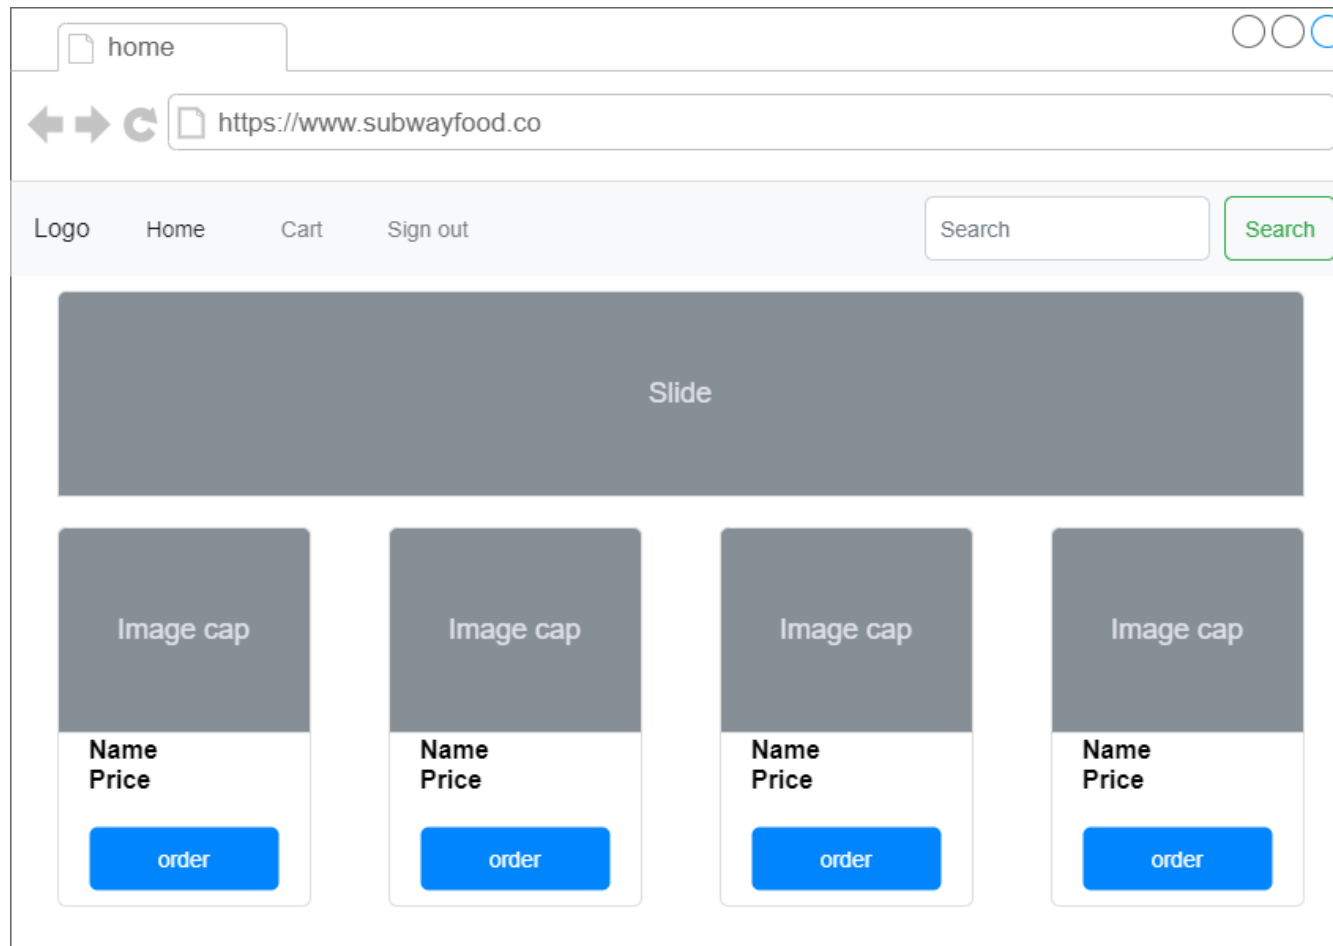 home
https://www.subwayfood.co
Logo Home Cart Sign out Search Search
Slide
Image cap Image cap Image cap Image cap
Name Name Name Name
Price Price Price Price
order order order order